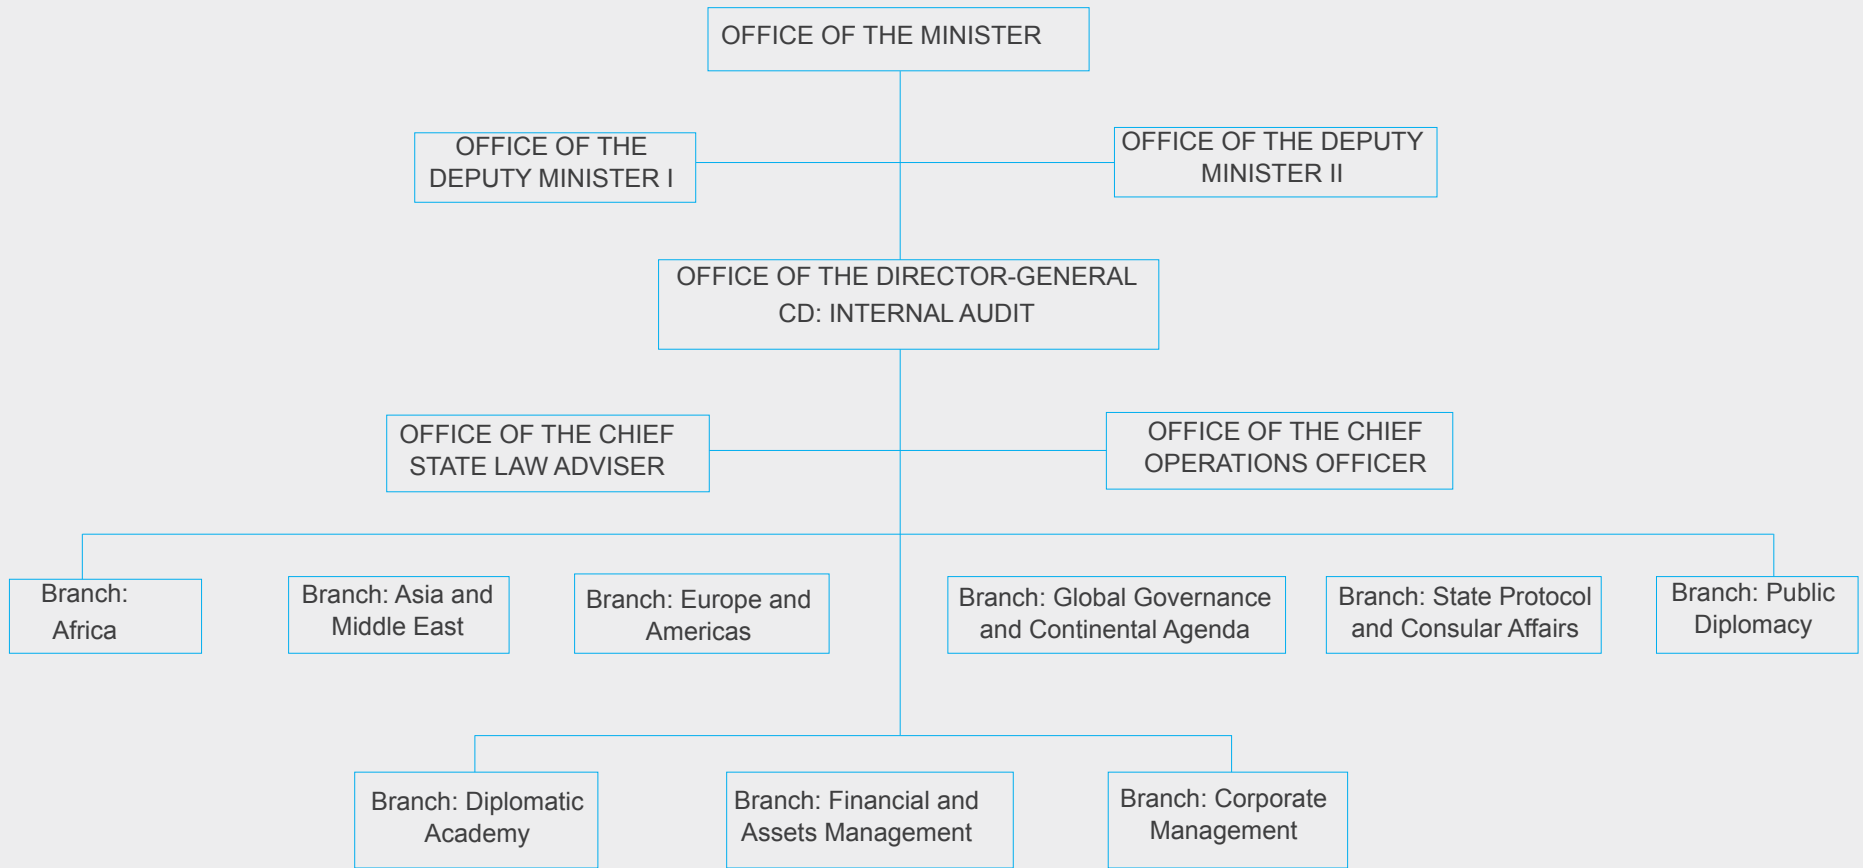 OFFICE OF THE MINISTER
OFFICE OF THE
DEPUTY MINISTER I
OFFICE OF THE DEPUTY
MINISTER II
OFFICE OF THE DIRECTOR-GENERAL
CD: INTERNAL AUDIT
OFFICE OF THE CHIEF
STATE LAW ADVISER
OFFICE OF THE CHIEF
OPERATIONS OFFICER
Branch:
Africa
Branch: Asia and
Middle East
Branch: Europe and
Americas
Branch: Global Governance
and Continental Agenda
Branch: State Protocol
and Consular Affairs
Branch: Public
Diplomacy
Branch: Diplomatic
Academy
Branch: Financial and
Assets Management
Branch: Corporate
Management